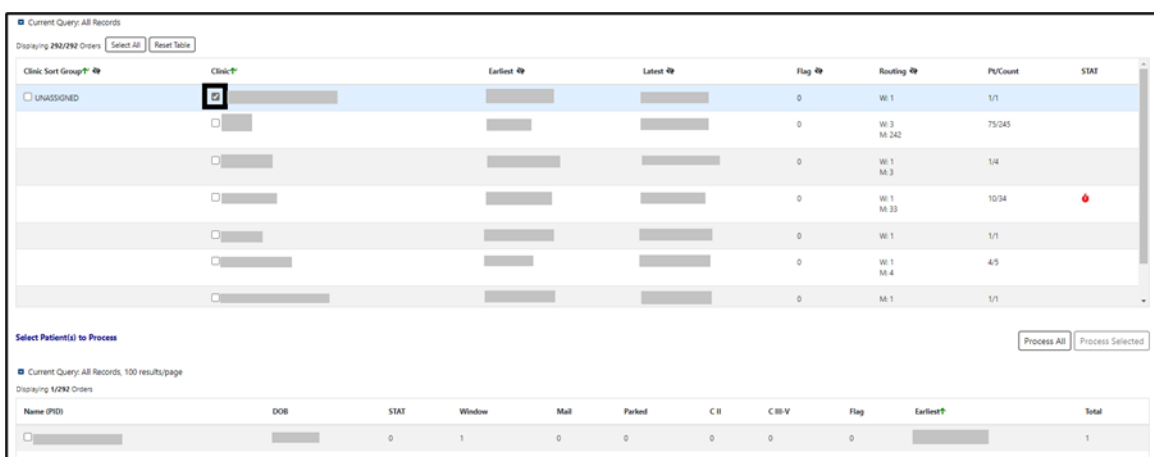 Current Query: All Records
Displaying 292/292 Orders Select All Reset Table
Clinic Sort Group Clinic Earliest Latest Flag Routing Pt/Count STAT
UNASSIGNED 0 W: 1 1/1
0 W: 3 75/245
M: 242
0 W: 1 1/4
M: 3
0 W: 1 10/34
M: 33
0 W: 1 1/1
0 W: 1 4/5
M: 4
0 M: 1 1/1
Select Patient(s) to Process Process All Process Selected
Current Query: All Records, 100 results/page
Displaying 1/292 Orders
Name (PID) DOB STAT Window Mail Parked C II C III-V Flag Earliest Total
0 1 0 0 0 0 0 1